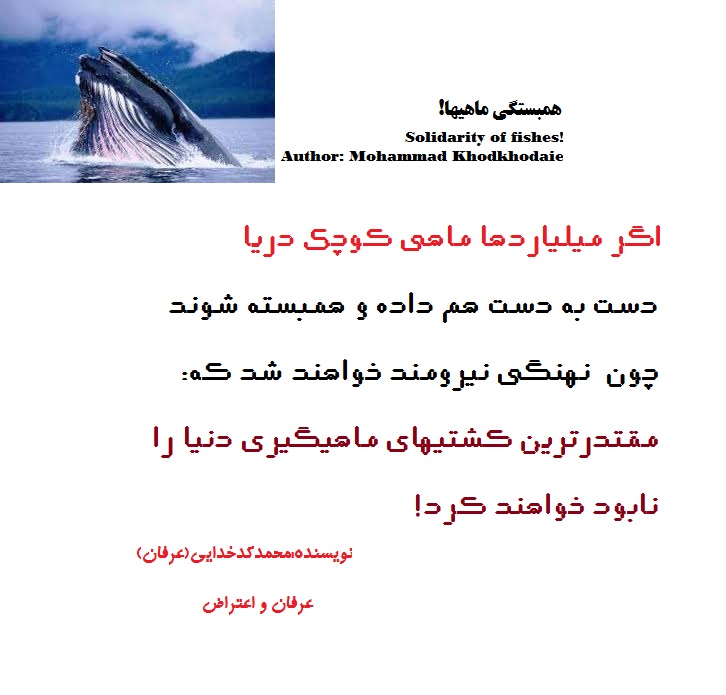 همبستگی ماهیها!
Solidarity of fishes!
Author: Mohammad Khodkhodaie
اگر میلیاردها ماهی کوچک دریا
دست به دست هم داده و همبسته شوند
چون نهنگی نیرومند خواهند شد که:
مقتدرترین کشتیهای ماهیگیری دنیا را
نابود خواهند کرد!
نویسنده:محمدکدخدایی(عرفان)
عرفان و اعتراض